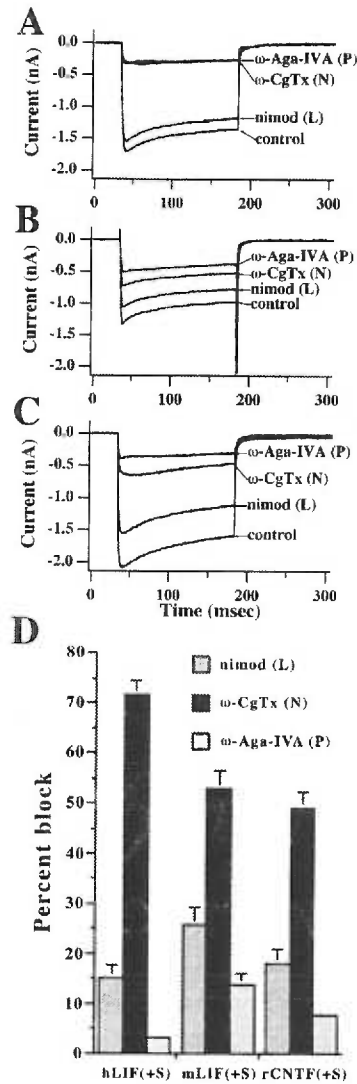 A
0.0
-0.5
-1.0
-1.5
-2.0
Current (nA)
ω-Aga-IVA (P)
ω-CgTx (N)
nimod (L)
control
0
100
200
300
B
0.0
-0.5
-1.0
-1.5
-2.0
Current (nA)
ω-Aga-IVA (P)
ω-CgTx (N)
nimod (L)
control
0
100
200
300
C
0.0
-0.5
-1.0
-1.5
-2.0
Current (nA)
ω-Aga-IVA (P)
ω-CgTx (N)
nimod (L)
control
0
100
200
300
Time (msec)
D
80
70
60
50
40
30
20
10
0
Percent block
nimod (L)
ω-CgTx (N)
ω-Aga-IVA (P)
hLIF(+S) mLIF(+S) rCNTF(+S)